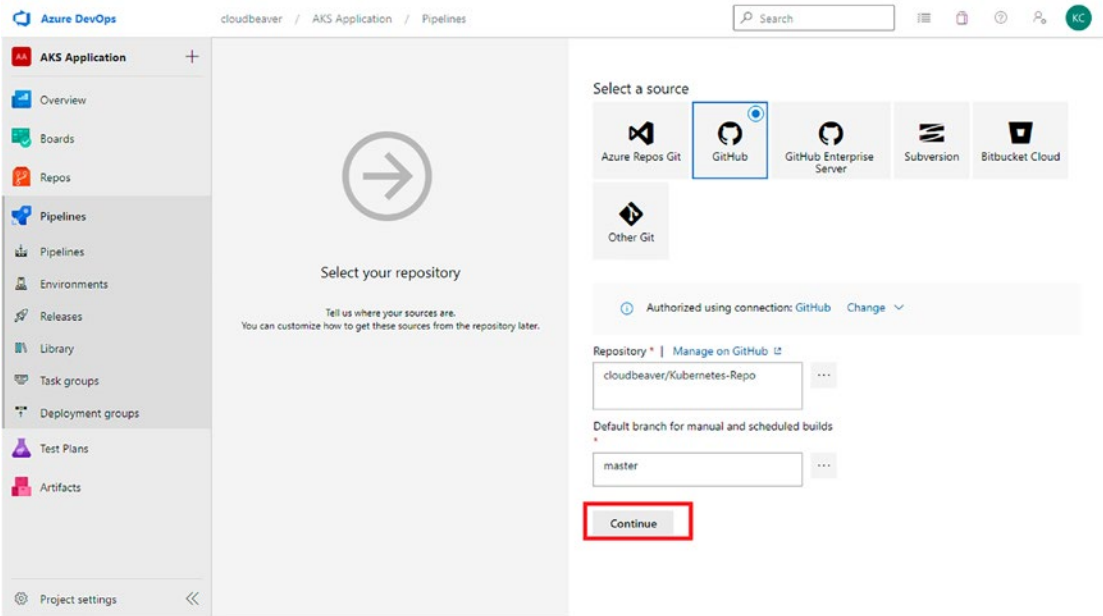 Azure DevOps
cloudbeaver / AKS Application / Pipelines
Search
KC
AA AKS Application
Overview
Boards
Repos
Pipelines
Pipelines
Environments
Releases
Library
Task groups
Deployment groups
Test Plans
Artifacts
Project settings
Select your repository
Tell us where your sources are.
You can customize how to get these sources from the repository later.
Select a source
Azure Repos Git
GitHub
GitHub Enterprise
Server
Subversion
Bitbucket Cloud
Other Git
Authorized using connection: GitHub Change
Repository * | Manage on GitHub
cloudbeaver/Kubernetes-Repo
...
Default branch for manual and scheduled builds
*
master
...
Continue